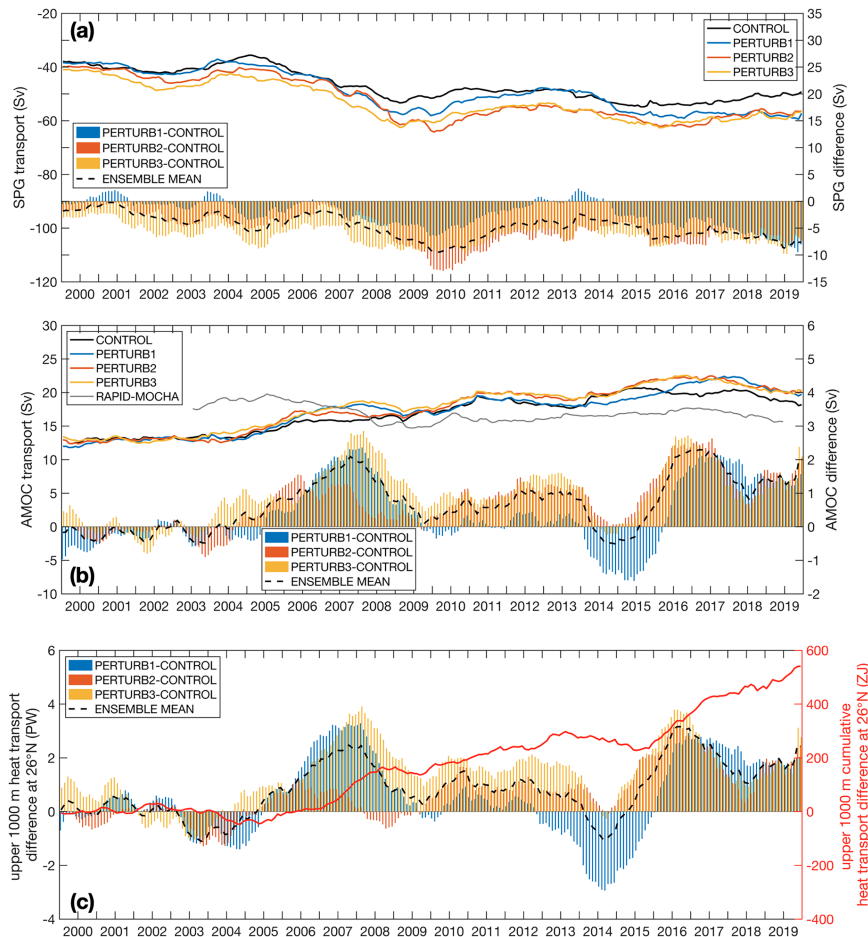 (a)
-20
-40
-60
-80
-100
-120
SPG transport (Sv)
35
30
25
20
15
10
5
0
-5
-10
-15
SPG difference (Sv)
CONTROL
PERTURB1
PERTURB2
PERTURB3
PERTURB1-CONTROL
PERTURB2-CONTROL
PERTURB3-CONTROL
ENSEMBLE MEAN
2000 2001 2002 2003 2004 2005 2006 2007 2008 2009 2010 2011 2012 2013 2014 2015 2016 2017 2018 2019
30
25
20
15
10
5
0
-5
-10
AMOC transport (Sv)
6
5
4
3
2
1
0
-1
-2
AMOC difference (Sv)
CONTROL
PERTURB1
PERTURB2
PERTURB3
RAPID-MOCHA
PERTURB1-CONTROL
PERTURB2-CONTROL
PERTURB3-CONTROL
ENSEMBLE MEAN
(b)
2000 2001 2002 2003 2004 2005 2006 2007 2008 2009 2010 2011 2012 2013 2014 2015 2016 2017 2018 2019
6
4
2
0
-2
-4
upper 1000 m heat transport
difference at 26°N (PW)
600
400
200
0
-200
-400
upper 1000 m cumulative
heat transport difference at 26°N (ZJ)
PERTURB1-CONTROL
PERTURB2-CONTROL
PERTURB3-CONTROL
ENSEMBLE MEAN
(c)
2000 2001 2002 2003 2004 2005 2006 2007 2008 2009 2010 2011 2012 2013 2014 2015 2016 2017 2018 2019